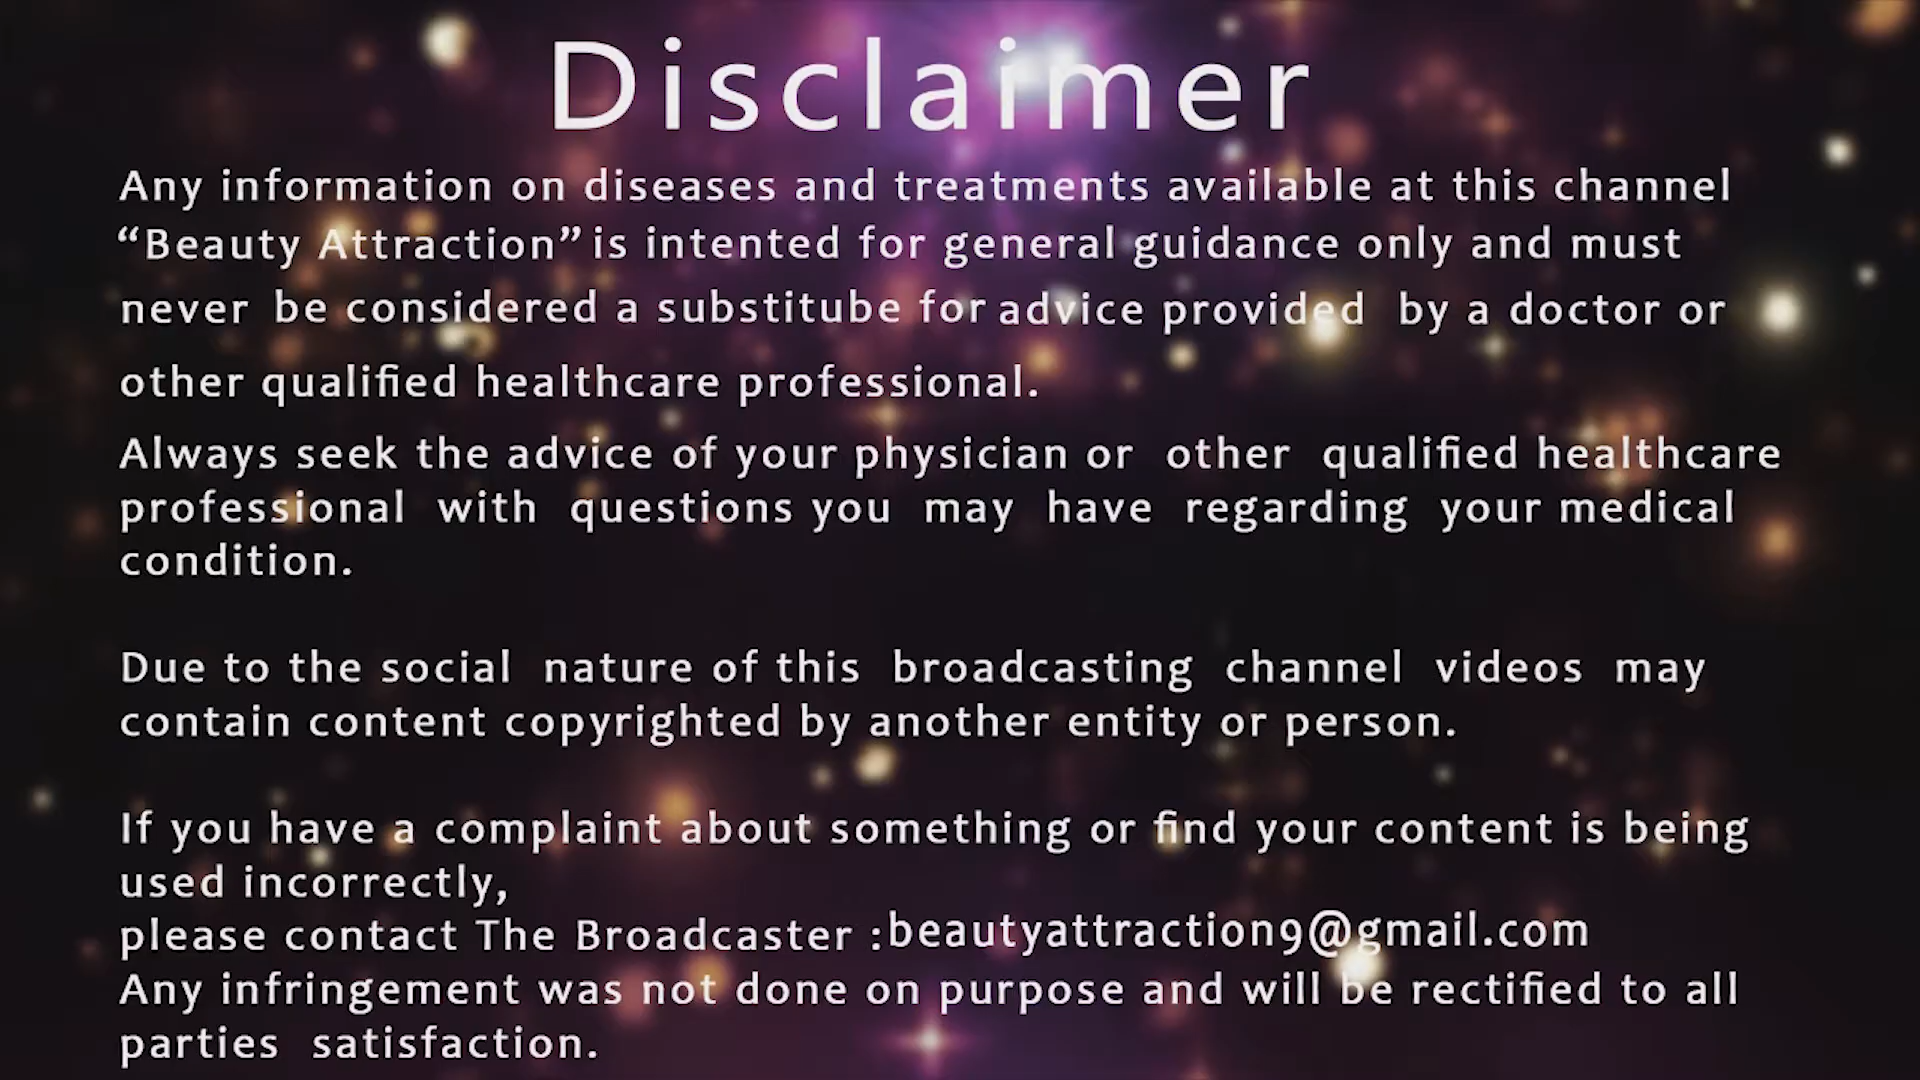 Disclaimer
Any information on diseases and treatments available at this channel
“Beauty Attraction” is intented for general guidance only and must
never be considered a substitube for advice provided by a doctor or
other qualified healthcare professional.
Always seek the advice of your physician or other qualified healthcare
professional with questions you may have regarding your medical
condition.
Due to the social nature of this broadcasting channel videos may
contain content copyrighted by another entity or person.
If you have a complaint about something or find your content is being
used incorrectly,
please contact The Broadcaster :beautyattraction9@gmail.com
Any infringement was not done on purpose and will be rectified to all
parties satisfaction.